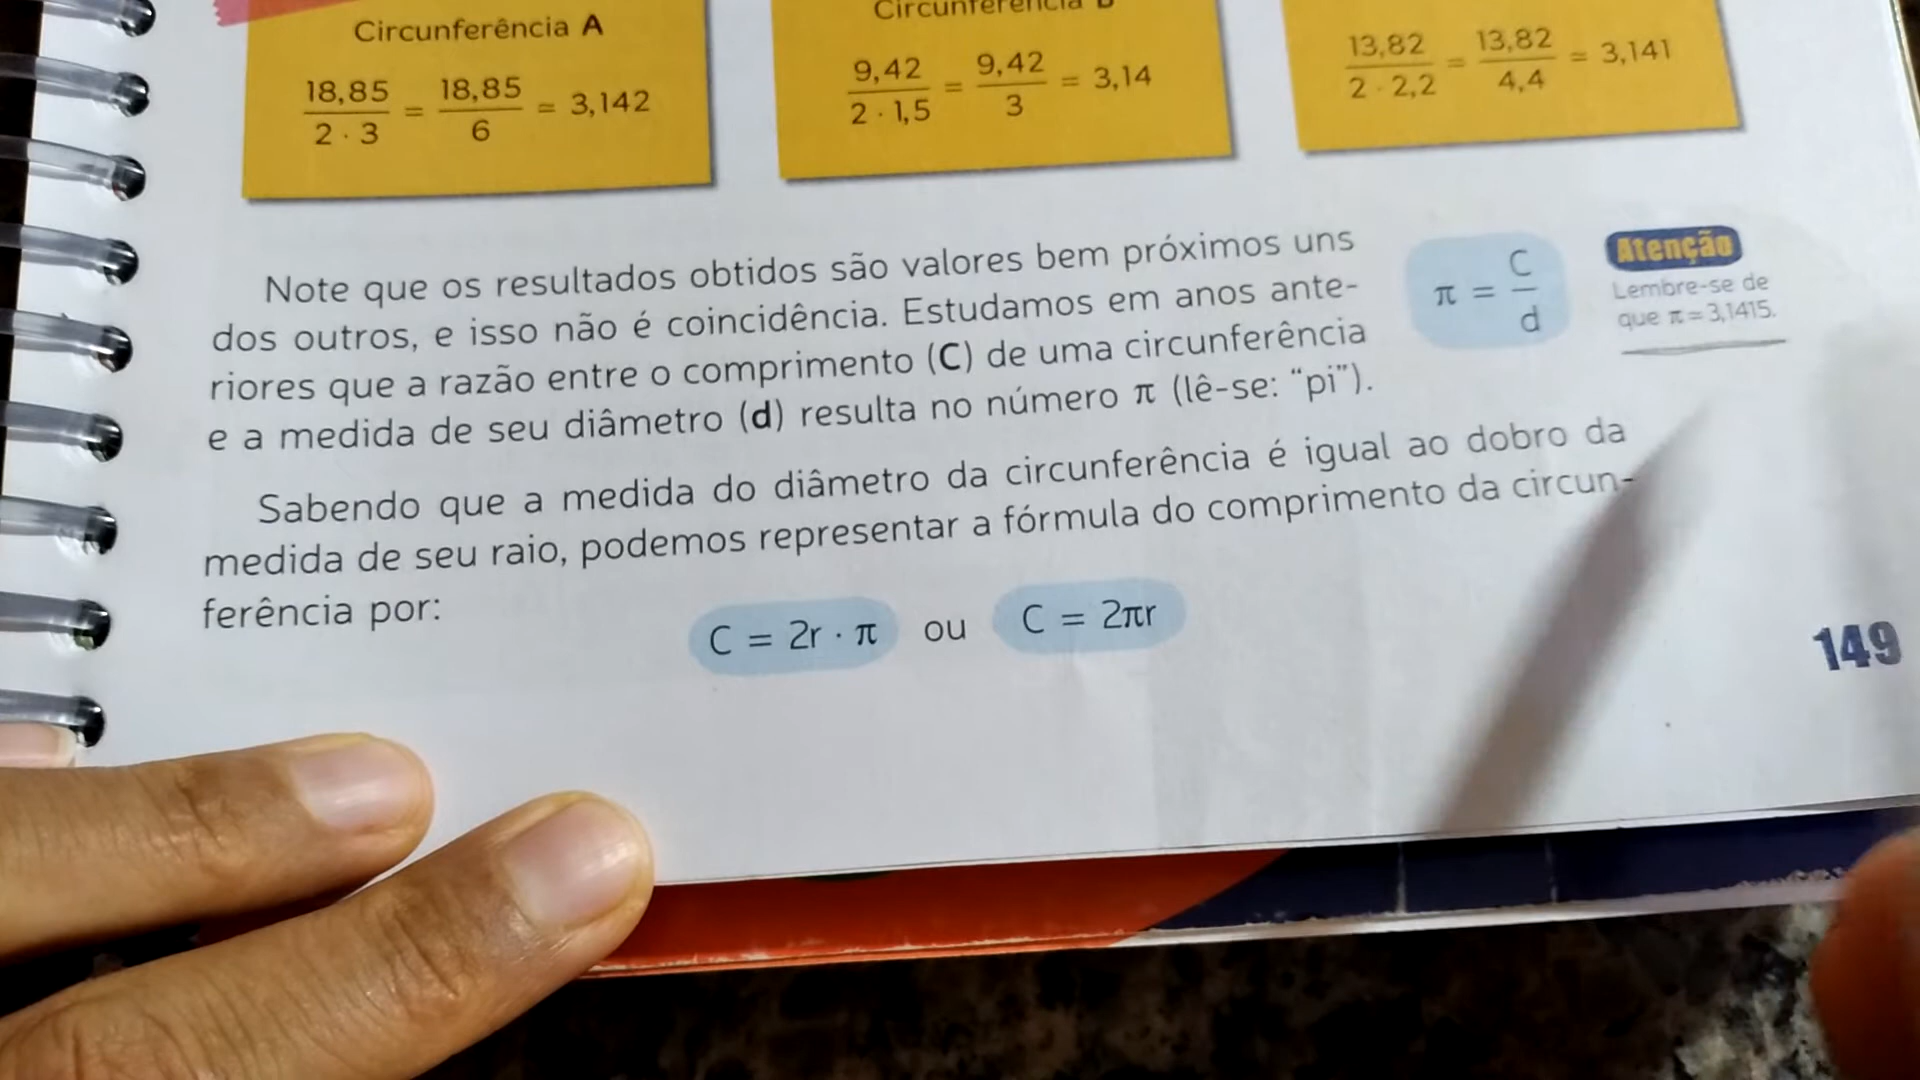 Circunferência A
18,85 / 2 · 3 = 18,85 / 6 = 3,142
Circunferência B
9,42 / 2 · 1,5 = 9,42 / 3 = 3,14
13,82 / 2 · 2,2 = 13,82 / 4,4 = 3,141
Note que os resultados obtidos são valores bem próximos uns
dos outros, e isso não é coincidência. Estudamos em anos ante-
riores que a razão entre o comprimento (C) de uma circunferência
e a medida de seu diâmetro (d) resulta no número π (lê-se: “pi”).
π = C / d
Atenção
Lembre-se de
que π = 3,1415.
Sabendo que a medida do diâmetro da circunferência é igual ao dobro da
medida de seu raio, podemos representar a fórmula do comprimento da circun-
ferência por:
C = 2r · π ou C = 2πr
149